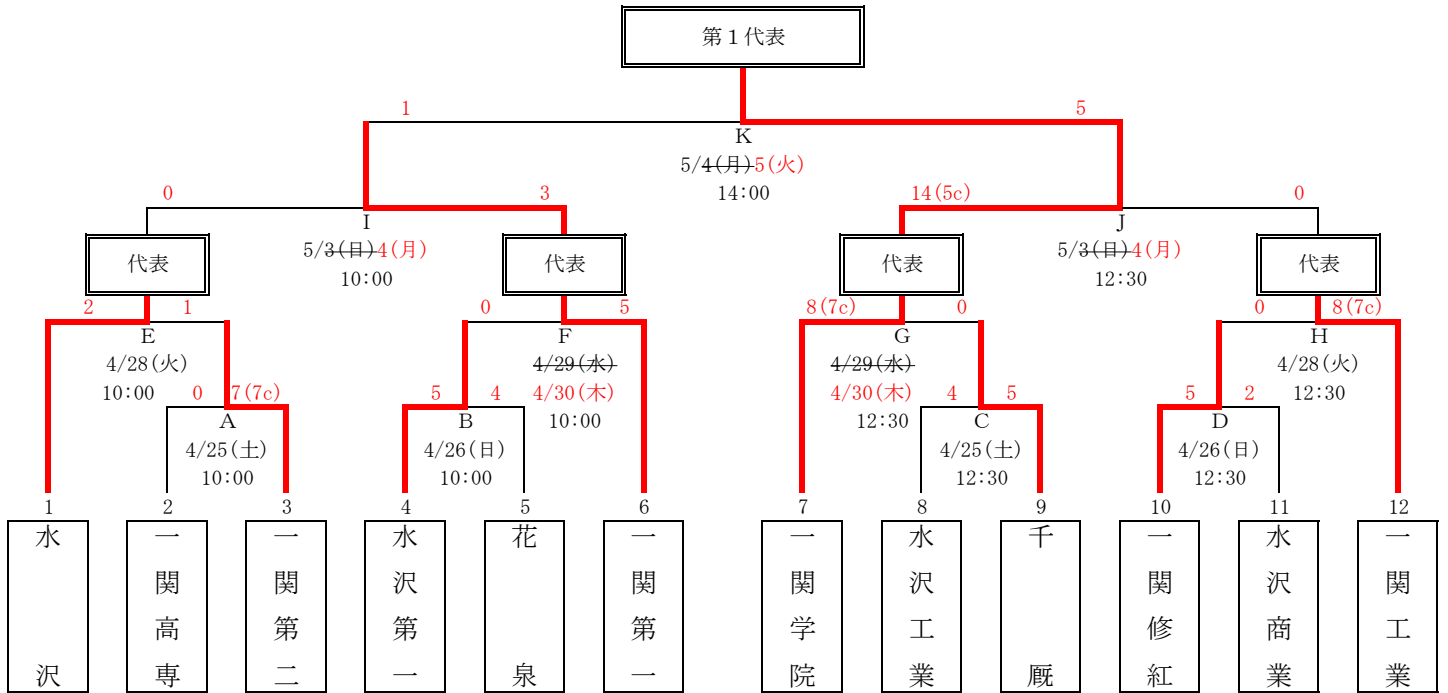 第１代表
1 5
K
5/4(月)5(火)
14:00
0 3 14(5c) 0
I J
5/3(日)4(月) 5/3(日)4(月)
10:00 12:30
代表 代表 代表 代表
2 1 0 5 8(7c) 0 0 8(7c)
E F G H
4/28(火) 4/29(水) 4/29(水) 4/28(火)
10:00 4/30(木) 4/30(木) 12:30
10:00 12:30
0 7(7c) 5 4 4 5 5 2
A B C D
4/25(土) 4/26(日) 4/25(土) 4/26(日)
10:00 10:00 12:30 12:30
1 2 3 4 5 6 7 8 9 10 11 12
水沢
一関高専
一関第二
水沢第一
花泉
一関第一
一関学院
水沢工業
千厩
一関修紅
水沢商業
一関工業